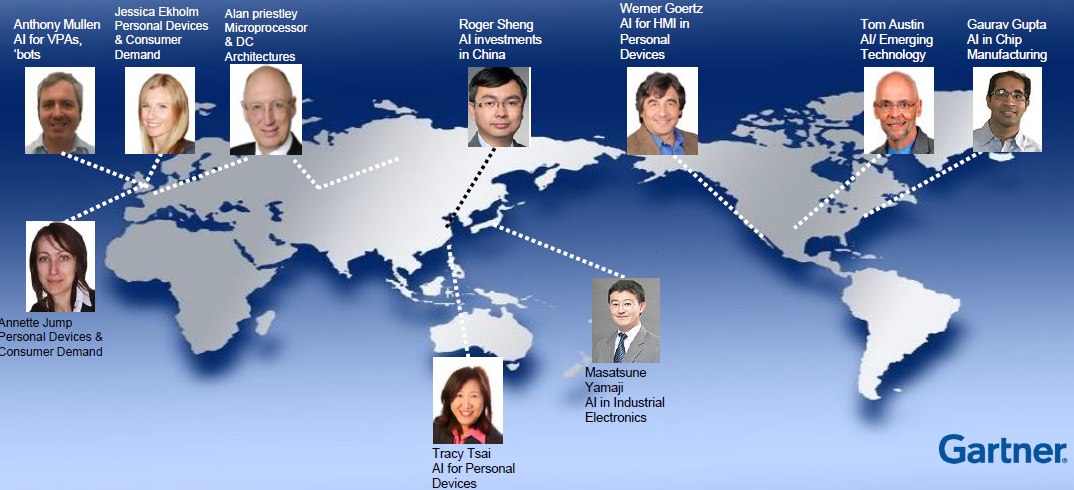 Anthony Mullen
AI for VPAs,
‘bots
Jessica Ekholm
Personal Devices
& Consumer
Demand
Alan priestley
Microprocessor
& DC
Architectures
Roger Sheng
AI investments
in China
Werner Goertz
AI for HMI in
Personal
Devices
Tom Austin
AI/ Emerging
Technology
Gaurav Gupta
AI in Chip
Manufacturing
Annette Jump
Personal Devices &
Consumer Demand
Tracy Tsai
AI for Personal
Devices
Masatsune
Yamaji
AI in Industrial
Electronics
Gartner®